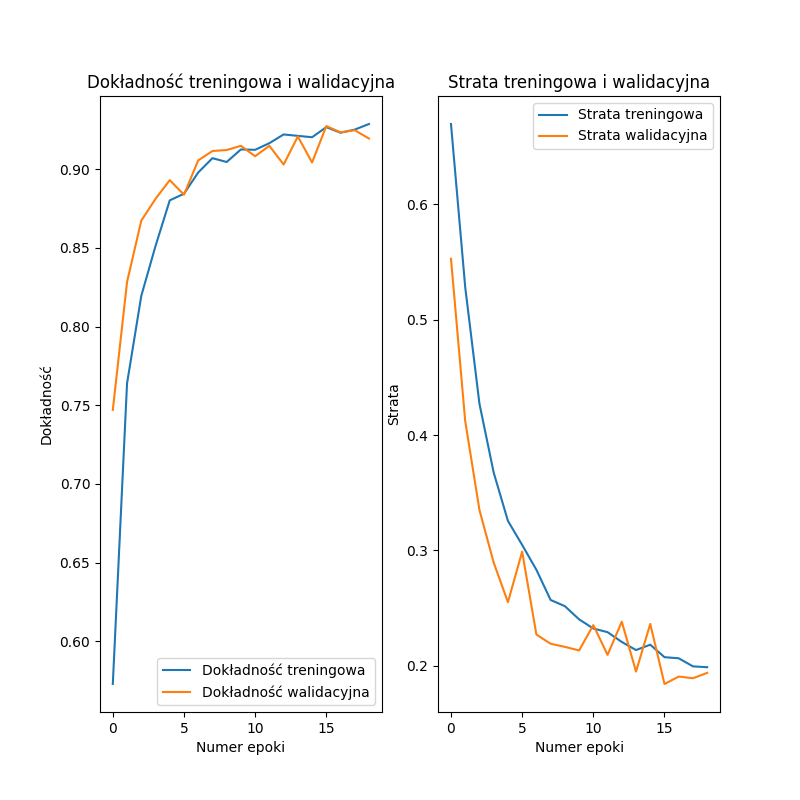 Dokładność treningowa i walidacyjna
Dokładność
0.90
0.85
0.80
0.75
0.70
0.65
0.60
Dokładność treningowa
Dokładność walidacyjna
0
5
10
15
Numer epoki
Strata treningowa i walidacyjna
Strata
0.6
0.5
0.4
0.3
0.2
Strata treningowa
Strata walidacyjna
0
5
10
15
Numer epoki